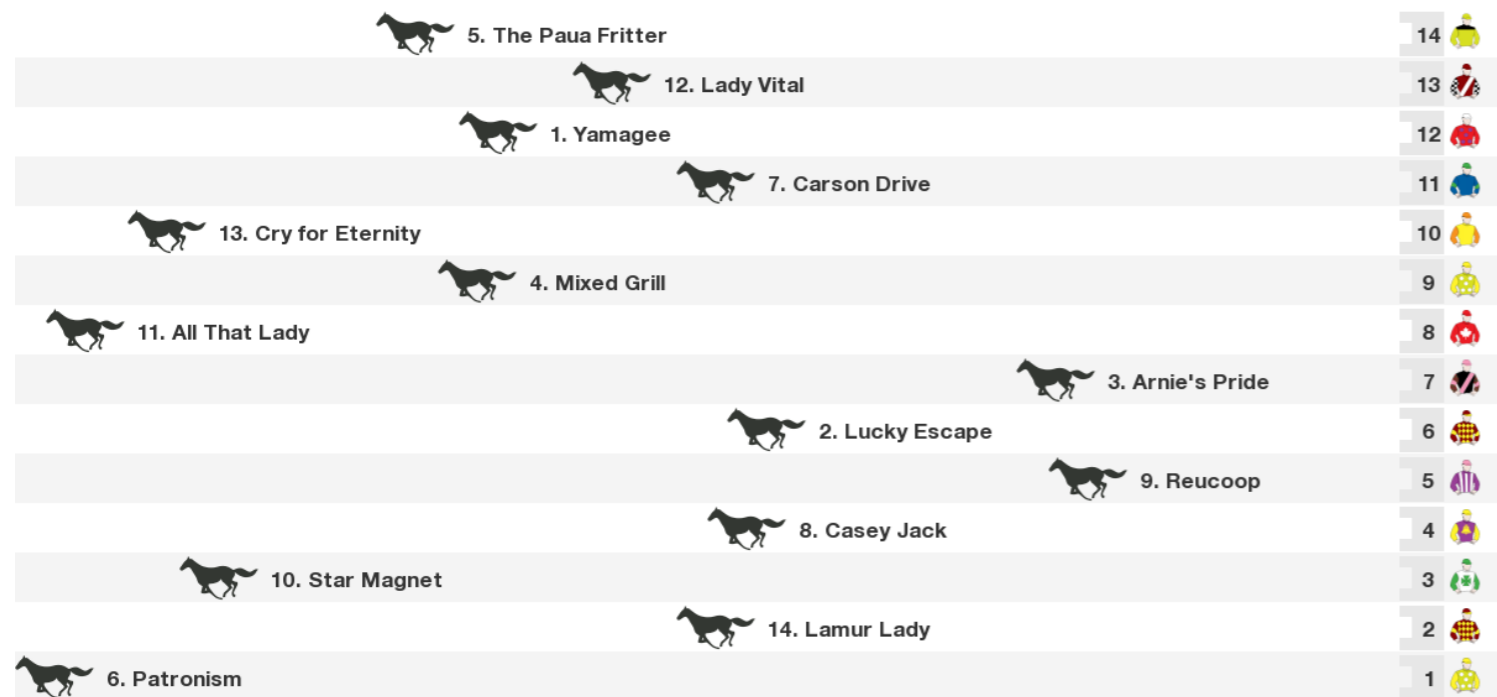 5. The Paua Fritter 14
12. Lady Vital 13
1. Yamagee 12
7. Carson Drive 11
13. Cry for Eternity 10
4. Mixed Grill 9
11. All That Lady 8
3. Arnie's Pride 7
2. Lucky Escape 6
9. Reucoop 5
8. Casey Jack 4
10. Star Magnet 3
14. Lamur Lady 2
6. Patronism 1